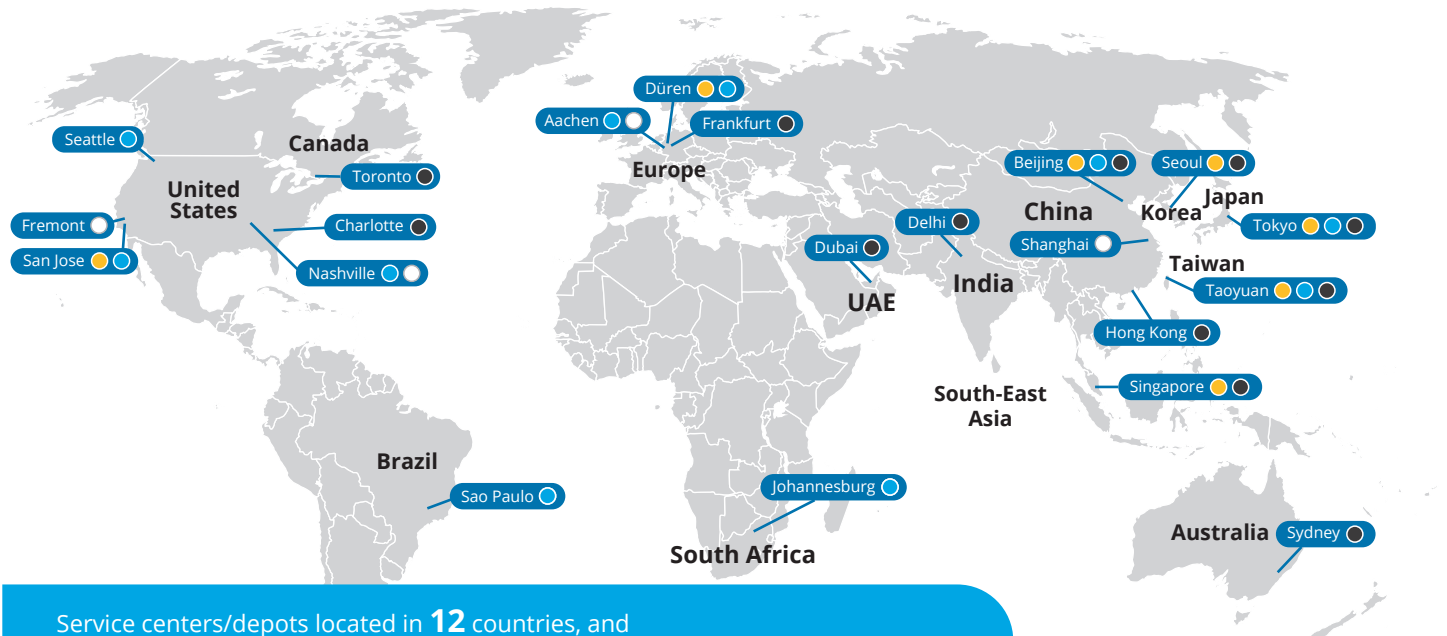 Düren
Aachen
Frankfurt
Seattle
Canada
Europe
Beijing
Seoul
Toronto
United
States
Japan
China
Korea
Fremont
Charlotte
Delhi
Tokyo
Dubai
Shanghai
San Jose
Nashville
Taiwan
India
Taoyuan
UAE
Hong Kong
Singapore
South-East
Asia
Brazil
Sao Paulo
Johannesburg
Australia
Sydney
South Africa
Service centers/depots located in 12 countries, and